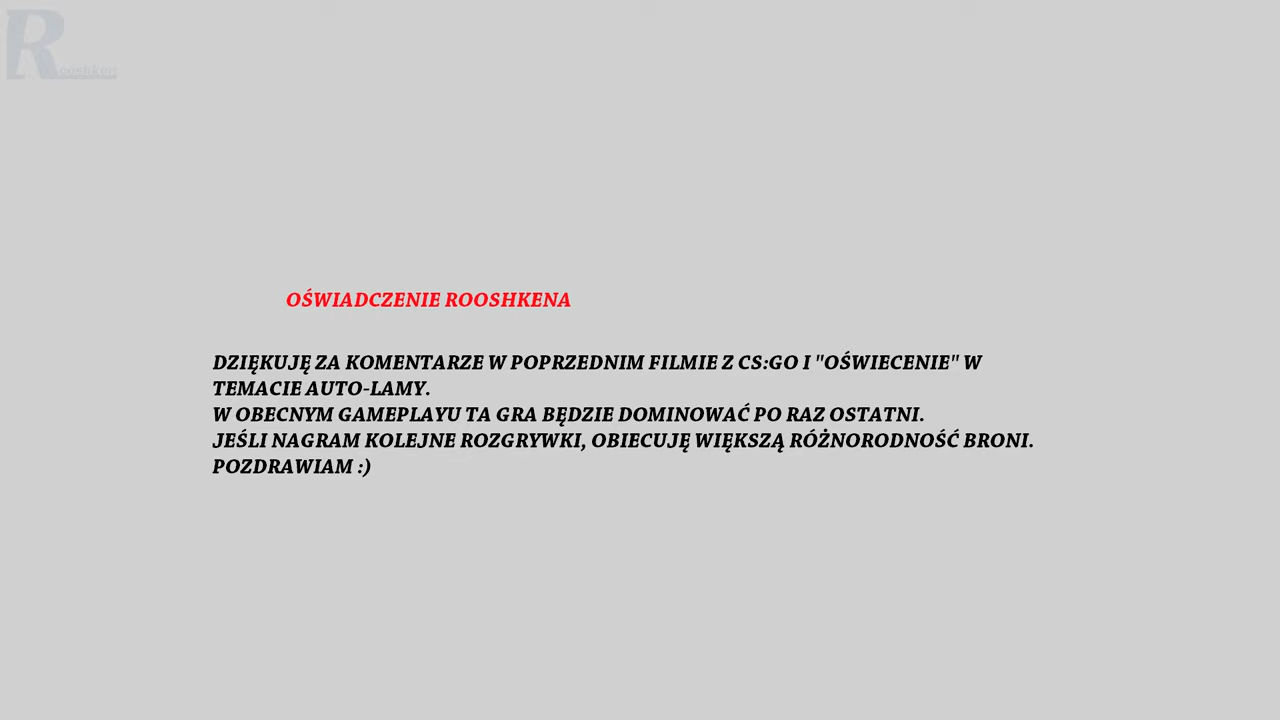 Rooshken
OŚWIADCZENIE ROOSHKENA
DZIĘKUJĘ ZA KOMENTARZE W POPRZEDNIM FILMIE Z CS:GO I "OŚWIECENIE" W
TEMACIE AUTO-LAMY.
W OBECNYM GAMEPLAYU TA GRA BĘDZIE DOMINOWAĆ PO RAZ OSTATNI.
JEŚLI NAGRAM KOLEJNE ROZGRYWKI, OBIECUJĘ WIĘKSZĄ RÓŻNORODNOŚĆ BRONI.
POZDRAWIAM :)